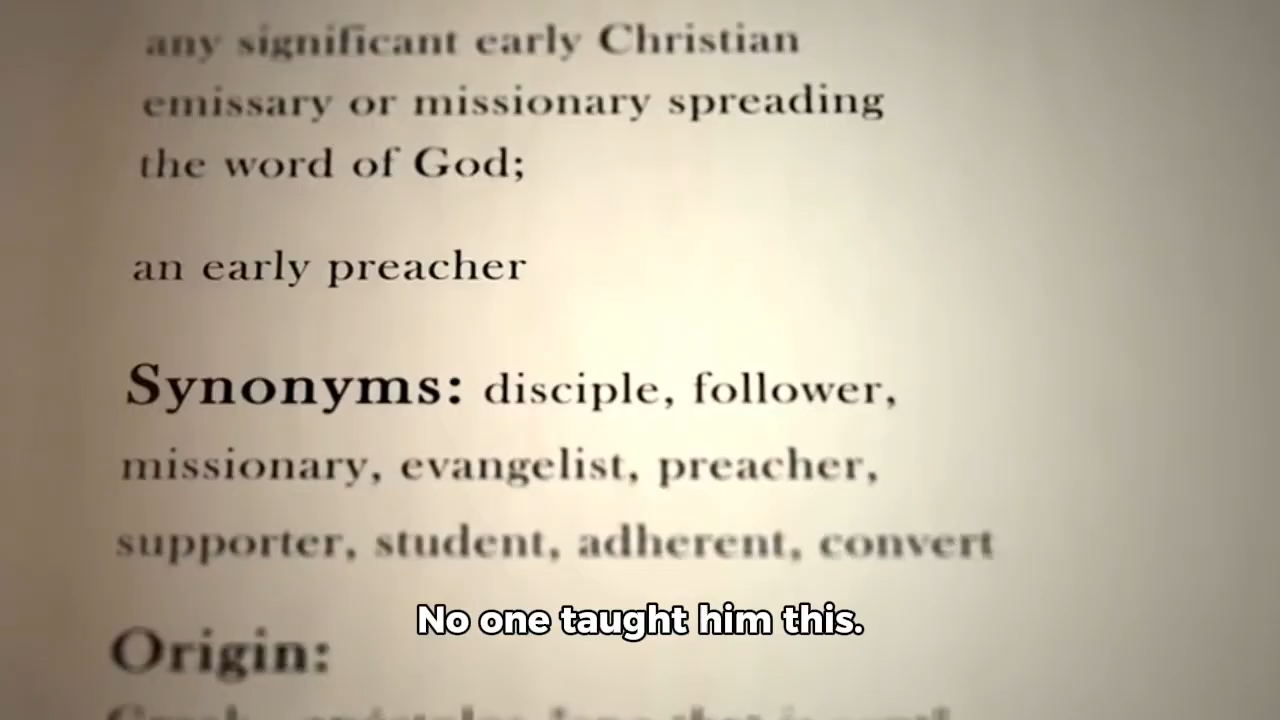 any significant early Christian
emissary or missionary spreading
the word of God;
an early preacher
Synonyms: disciple, follower,
missionary, evangelist, preacher,
supporter, student, adherent, convert
No one taught him this.
Origin: